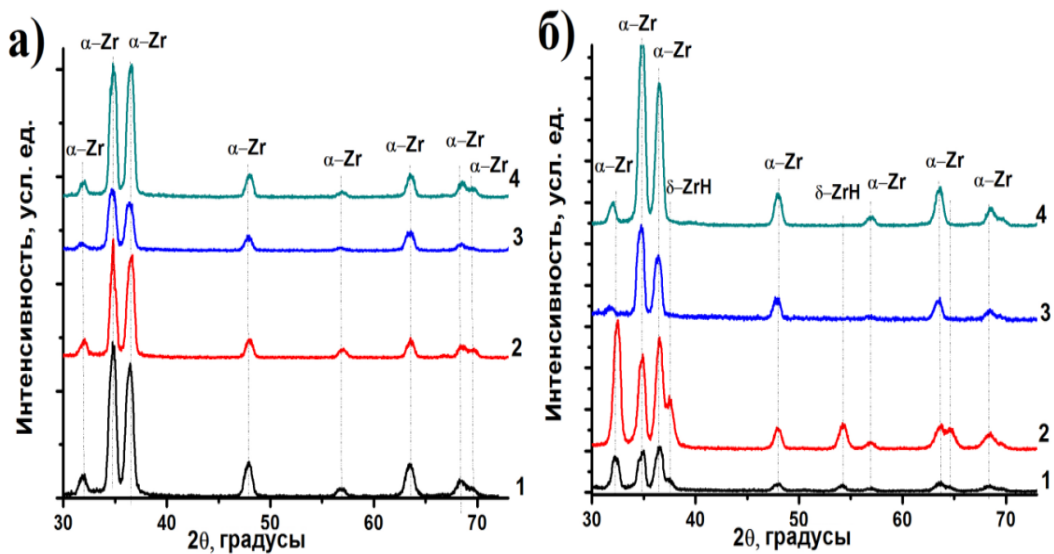 а)
α–Zr
α–Zr
α–Zr
α–Zr
α–Zr
α–Zr
α–Zr
α–Zr
4
3
2
1
Интенсивность, усл. ед.
30
40
50
60
70
2θ, градусы
б)
α–Zr
α–Zr
α–Zr
δ–ZrH
α–Zr
δ–ZrH
α–Zr
α–Zr
α–Zr
4
3
2
1
Интенсивность, усл. ед.
30
40
50
60
70
2θ, градусы